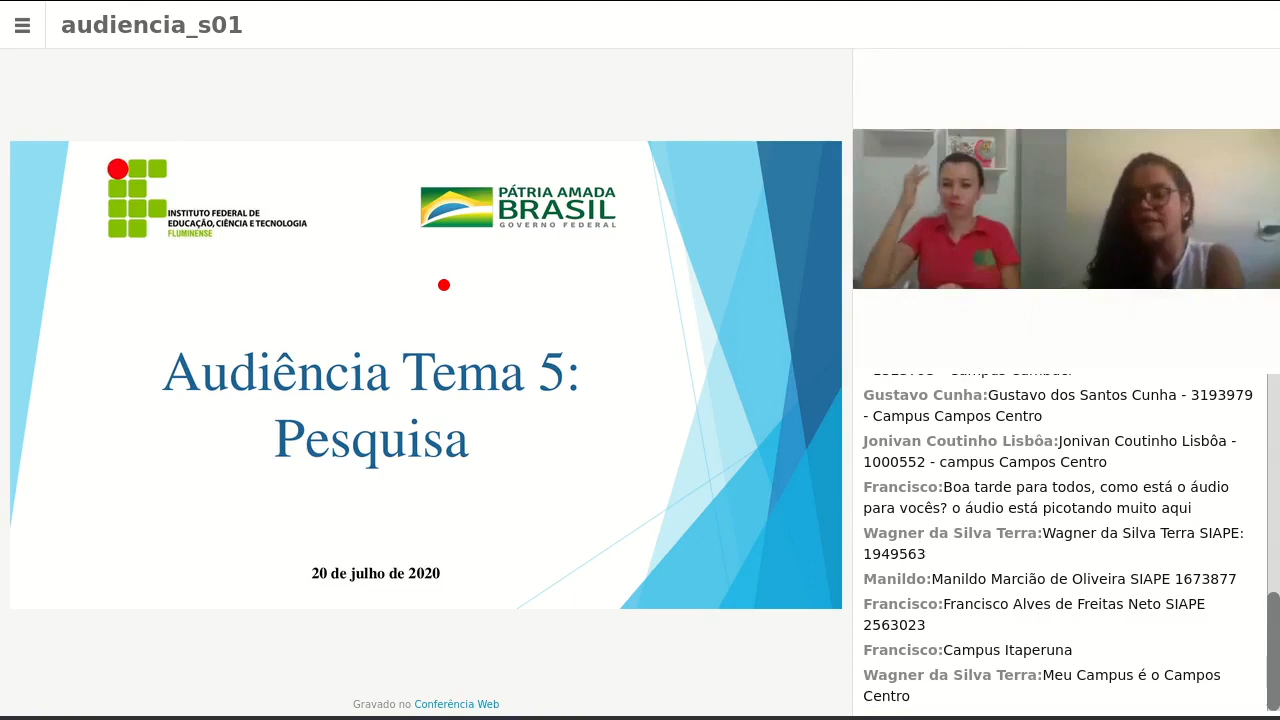 audiencia_s01
INSTITUTO FEDERAL DE
EDUCAÇÃO, CIÊNCIA E TECNOLOGIA
FLUMINENSE
PÁTRIA AMADA
BRASIL
GOVERNO FEDERAL
Audiência Tema 5:
Pesquisa
20 de julho de 2020
Gravado no Conferência Web
Gustavo Cunha:Gustavo dos Santos Cunha - 3193979
- Campus Campos Centro
Jonivan Coutinho Lisbôa:Jonivan Coutinho Lisbôa -
1000552 - campus Campos Centro
Francisco:Boa tarde para todos, como está o áudio
para vocês? o áudio está picotando muito aqui
Wagner da Silva Terra:Wagner da Silva Terra SIAPE:
1949563
Manildo:Manildo Marcião de Oliveira SIAPE 1673877
Francisco:Francisco Alves de Freitas Neto SIAPE
2563023
Francisco:Campus Itaperuna
Wagner da Silva Terra:Meu Campus é o Campos
Centro